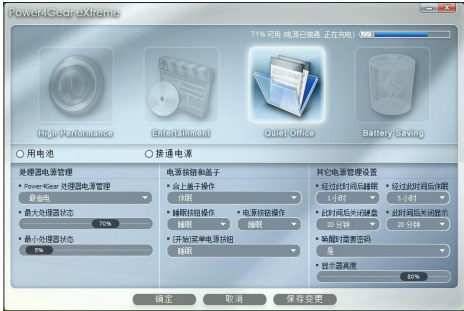 Power4Gear eXtreme
71% 可用 (电源已接通, 正在充电)
High Performance
Entertainment
Quiet Office
Battery Saving
用电池
接通电源
处理器电源管理
Power4Gear 处理器电源管理
最省电
最大处理器状态
70%
最小处理器状态
5%
电源按钮和盖子
合上盖子操作
休眠
睡眠按钮操作
电源按钮操作
睡眠
睡眠
[开始]菜单电源按钮
睡眠
其它电源管理设置
经过此时间后睡眠
经过此时间后休眠
1小时
5小时
此时间后关闭硬盘
此时间后关闭显示
20 分钟
20 分钟
唤醒时需要密码
是
显示器亮度
80%
确定
取消
保存变更